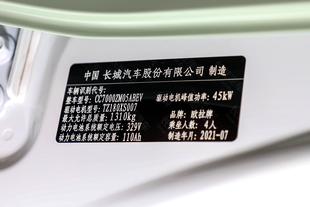 中国 长城汽车股份有限公司 制造
车辆识别代号:
整车型号: CC7000ZM05ABEV 驱动电机峰值功率: 45kW
驱动电机型号: TZ180XS007
最大允许总质量: 1310kg 品牌: 欧拉牌
动力电池系统额定电压: 329V 乘坐人数: 4人
动力电池系统额定容量: 110Ah 制造年月: 2021-07